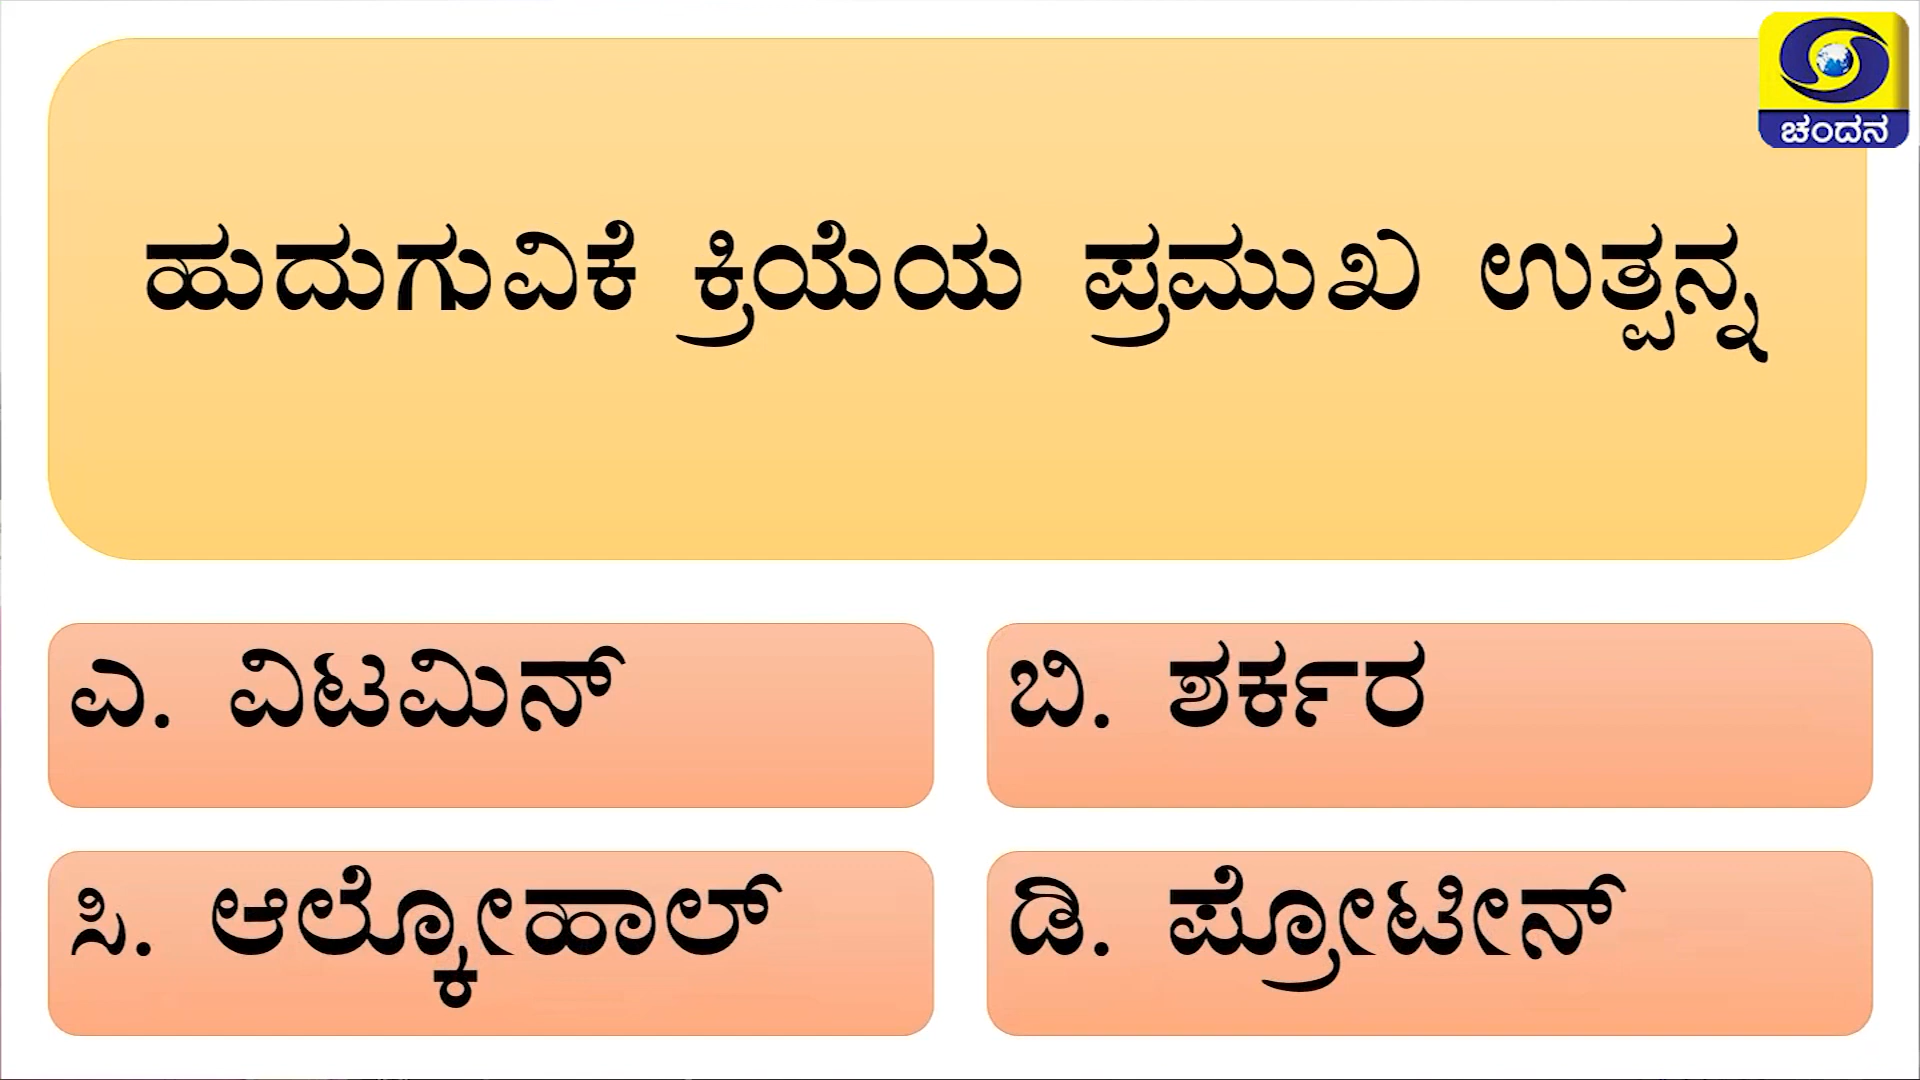 ಚಂದನ
ಹುದುಗುವಿಕೆ ಕ್ರಿಯೆಯ ಪ್ರಮುಖ ಉತ್ಪನ್ನ
ಎ. ವಿಟಮಿನ್
ಬಿ. ಶರ್ಕರ
ಸಿ. ಆಲ್ಕೋಹಾಲ್
ಡಿ. ಪ್ರೋಟೀನ್